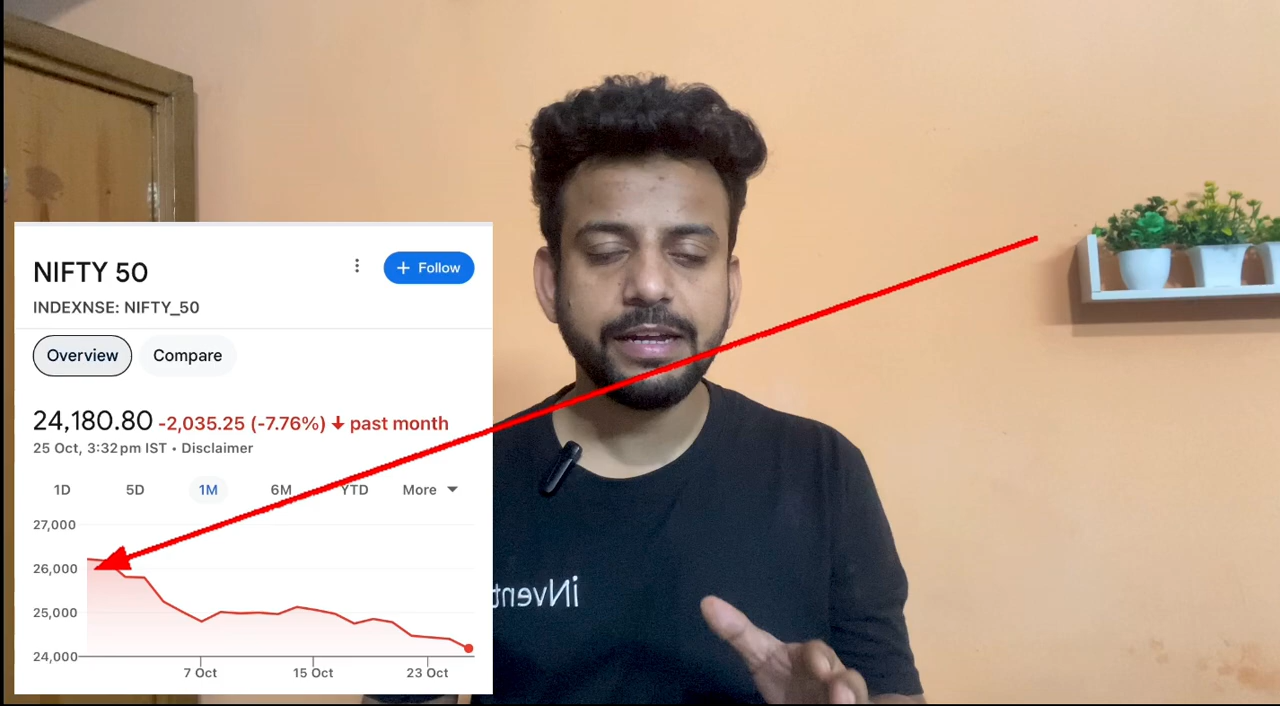 NIFTY 50
+ Follow
INDEXNSE: NIFTY_50
Overview Compare
24,180.80 -2,035.25 (-7.76%) ↓ past month
25 Oct, 3:32 pm IST • Disclaimer
1D 5D 1M 6M YTD More
27,000
26,000
25,000
24,000
7 Oct 15 Oct 23 Oct
iNvent